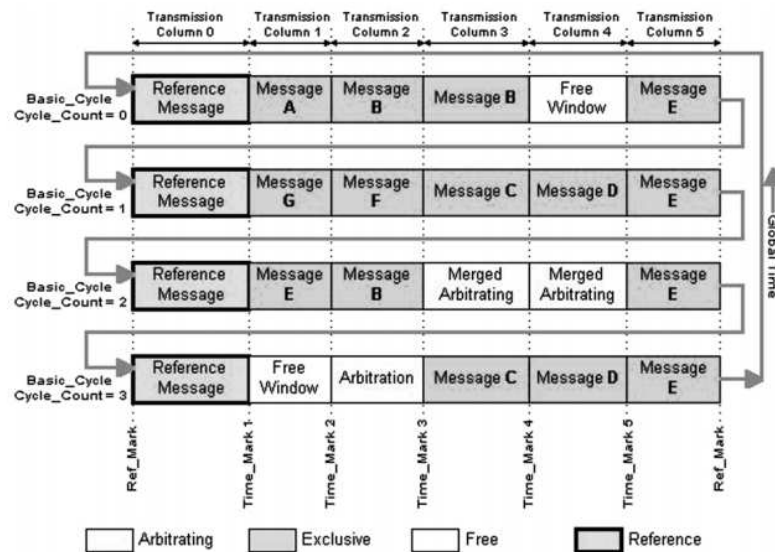 Transmission Column 0
Transmission Column 1
Transmission Column 2
Transmission Column 3
Transmission Column 4
Transmission Column 5
Basic_Cycle
Cycle_Count = 0
Reference
Message
Message
A
Message
B
Message B
Free
Window
Message
E
Basic_Cycle
Cycle_Count = 1
Reference
Message
Message
G
Message
F
Message C
Message D
Message
E
Basic_Cycle
Cycle_Count = 2
Reference
Message
Message
E
Message
B
Merged
Arbitrating
Merged
Arbitrating
Message
E
Basic_Cycle
Cycle_Count = 3
Reference
Message
Free
Window
Arbitration
Message C
Message D
Message
E
Global Time
Ref_Mark
Time_Mark 1
Time_Mark 2
Time_Mark 3
Time_Mark 4
Time_Mark 5
Ref_Mark
Arbitrating
Exclusive
Free
Reference